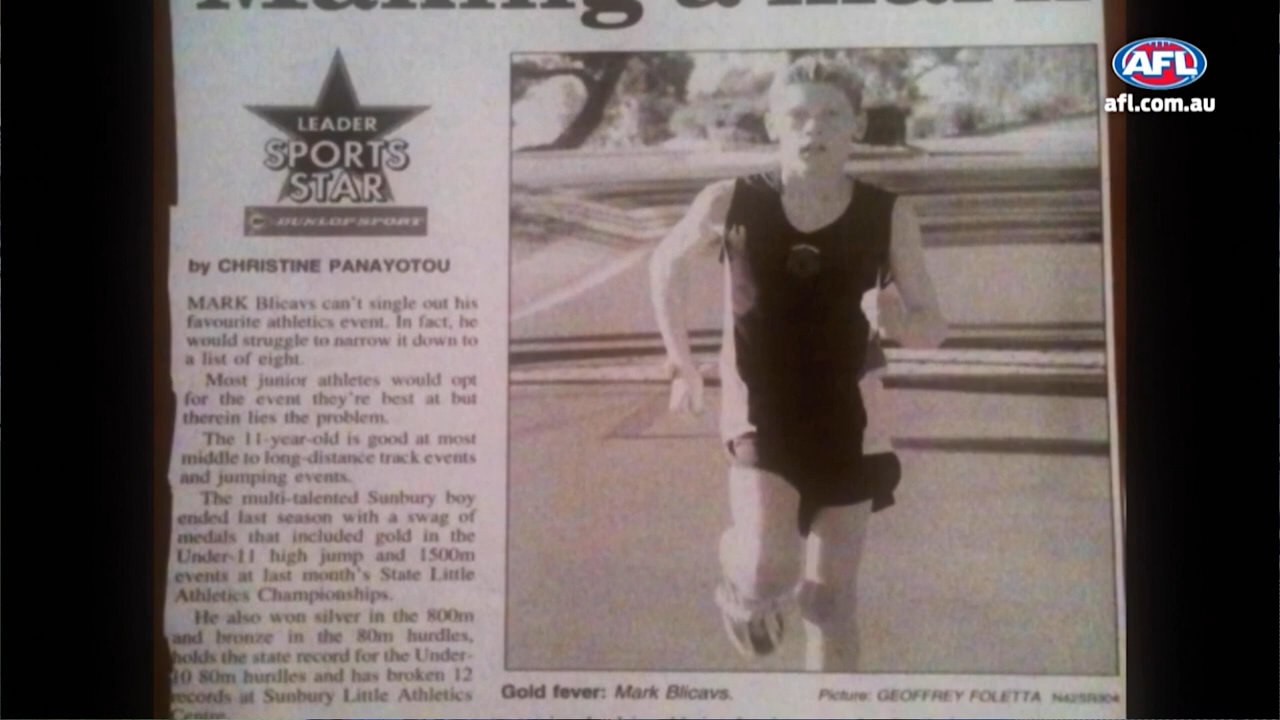 Making a mark
AFL
afl.com.au
LEADER
SPORTS
STAR
DUNLOP SPORT
by CHRISTINE PANAYOTOU
MARK Blicavs can't single out his
favourite athletics event. In fact, he
would struggle to narrow it down to
a list of eight.
Most junior athletes would opt
for the event they're best at but
therein lies the problem.
The 11-year-old is good at most
middle to long-distance track events
and jumping events.
The multi-talented Sunbury boy
ended last season with a swag of
medals that included gold in the
Under-11 high jump and 1500m
events at last month's State Little
Athletics Championships.
He also won silver in the 800m
and bronze in the 80m hurdles,
holds the state record for the Under-
10 80m hurdles and has broken 12
records at Sunbury Little Athletics
Centre.
Gold fever: Mark Blicavs.
Picture: GEOFFREY FOLETTA